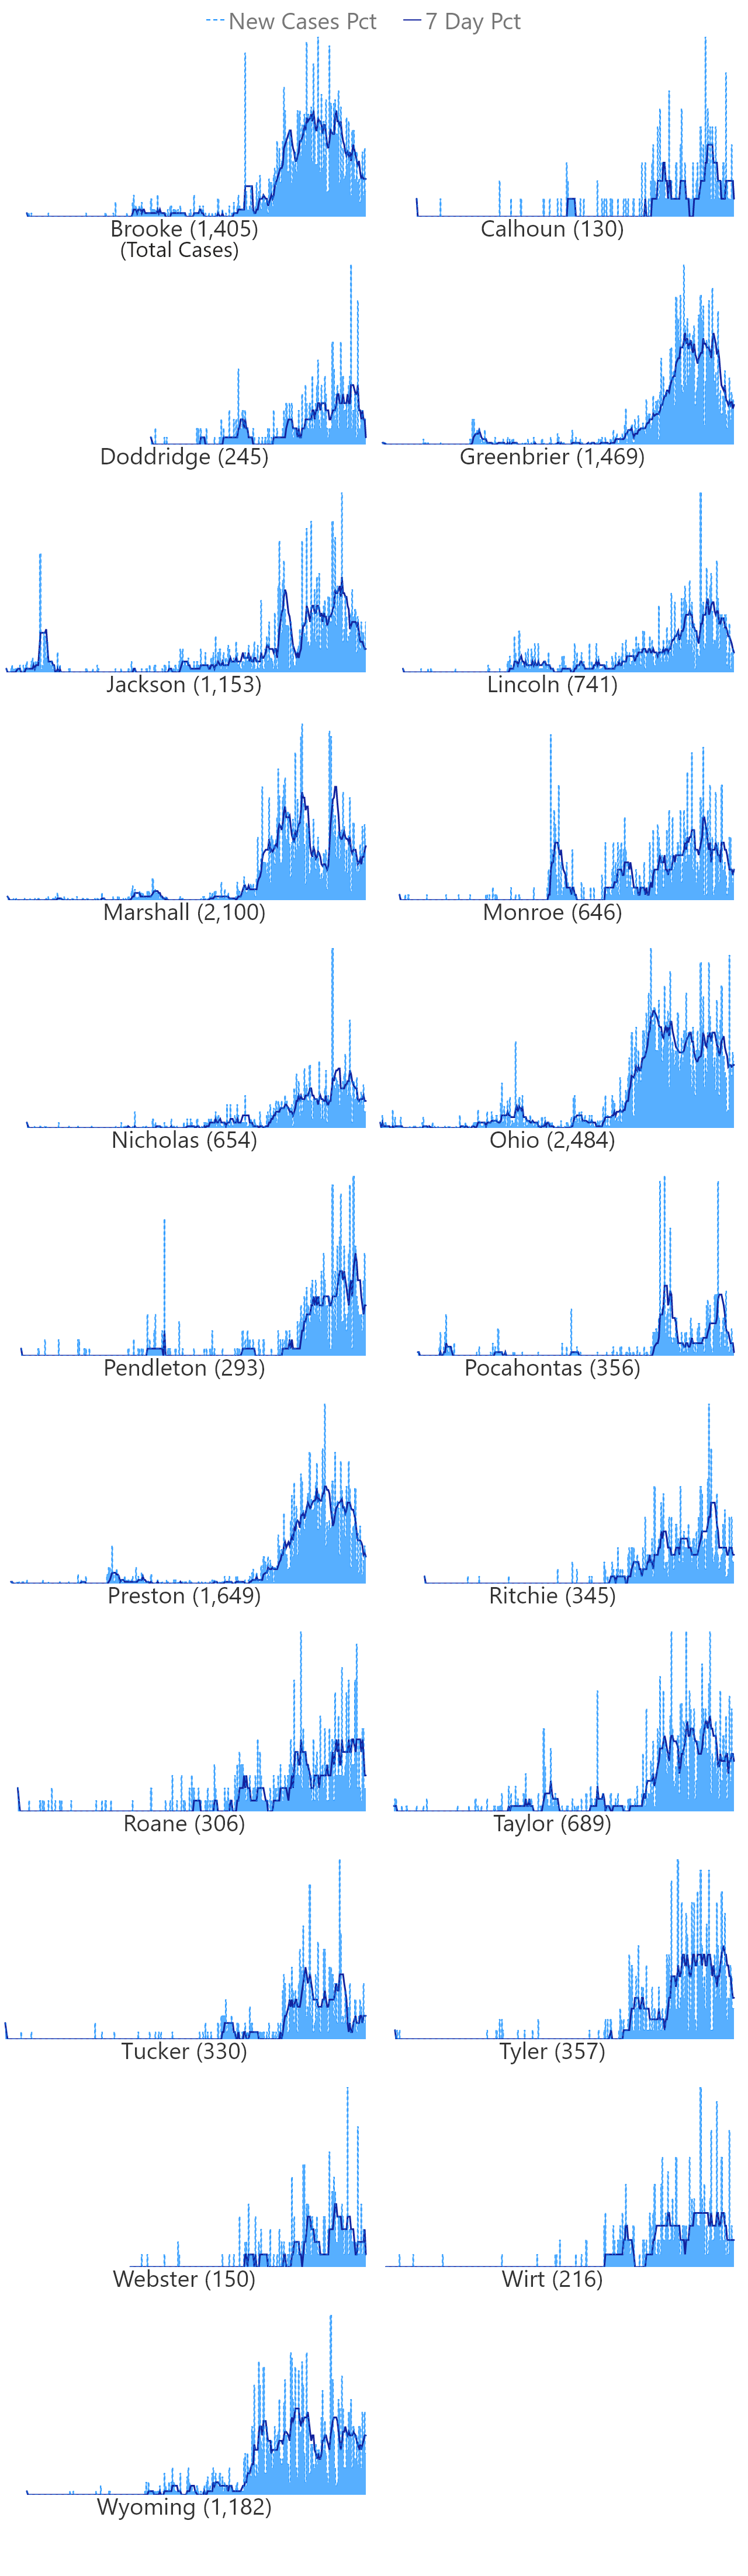 New Cases Pct 7 Day Pct
Brooke (1,405)
(Total Cases)
Calhoun (130)
Doddridge (245)
Greenbrier (1,469)
Jackson (1,153)
Lincoln (741)
Marshall (2,100)
Monroe (646)
Nicholas (654)
Ohio (2,484)
Pendleton (293)
Pocahontas (356)
Preston (1,649)
Ritchie (345)
Roane (306)
Taylor (689)
Tucker (330)
Tyler (357)
Webster (150)
Wirt (216)
Wyoming (1,182)